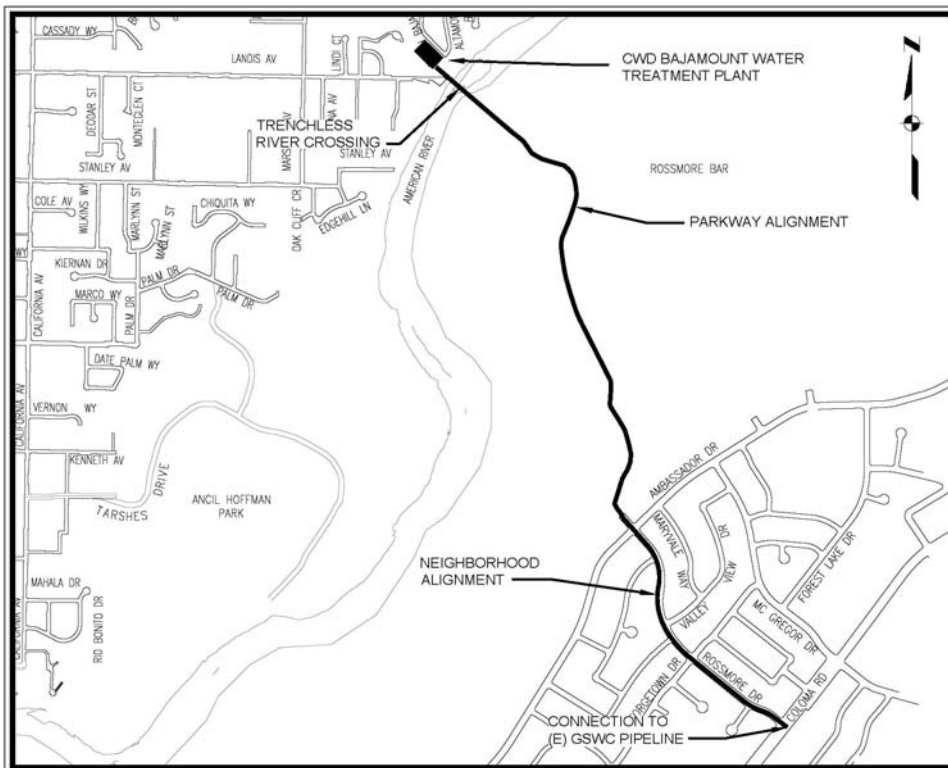 CASSADY WY
LANDIS AV
LINDI CT
CWD BAJAMOUNT WATER
TREATMENT PLANT
N
DEODAR ST
MONTEGLEN CT
TRENCHLESS
RIVER CROSSING
STANLEY AV
STANLEY AV
AMERICAN RIVER
ROSSMORE BAR
COLE AV
WILKINS WY
MARLYNN ST
MARLYNN ST
CHIQUITA WY
OAK CLIFF CR
EDGEHILL LN
PARKWAY ALIGNMENT
WY
KIERNAN DR
PALM DR
PALM DR
CALIFORNIA AV
MARCO WY
PALM DR
DATE PALM WY
VERNON WY
CALIFORNIA AV
KENNETH AV
TARSHES DRIVE
ANCIL HOFFMAN
PARK
AMBASSADOR DR
MARYVALE WAY
VALLEY VIEW DR
FOREST LAKE DR
NEIGHBORHOOD
ALIGNMENT
MC GREGOR DR
MAHALA DR
CALIFORNIA AV
RIO BONITO DR
ROSSMORE DR
COLOMA RD
CONNECTION TO
(E) GSWC PIPELINE